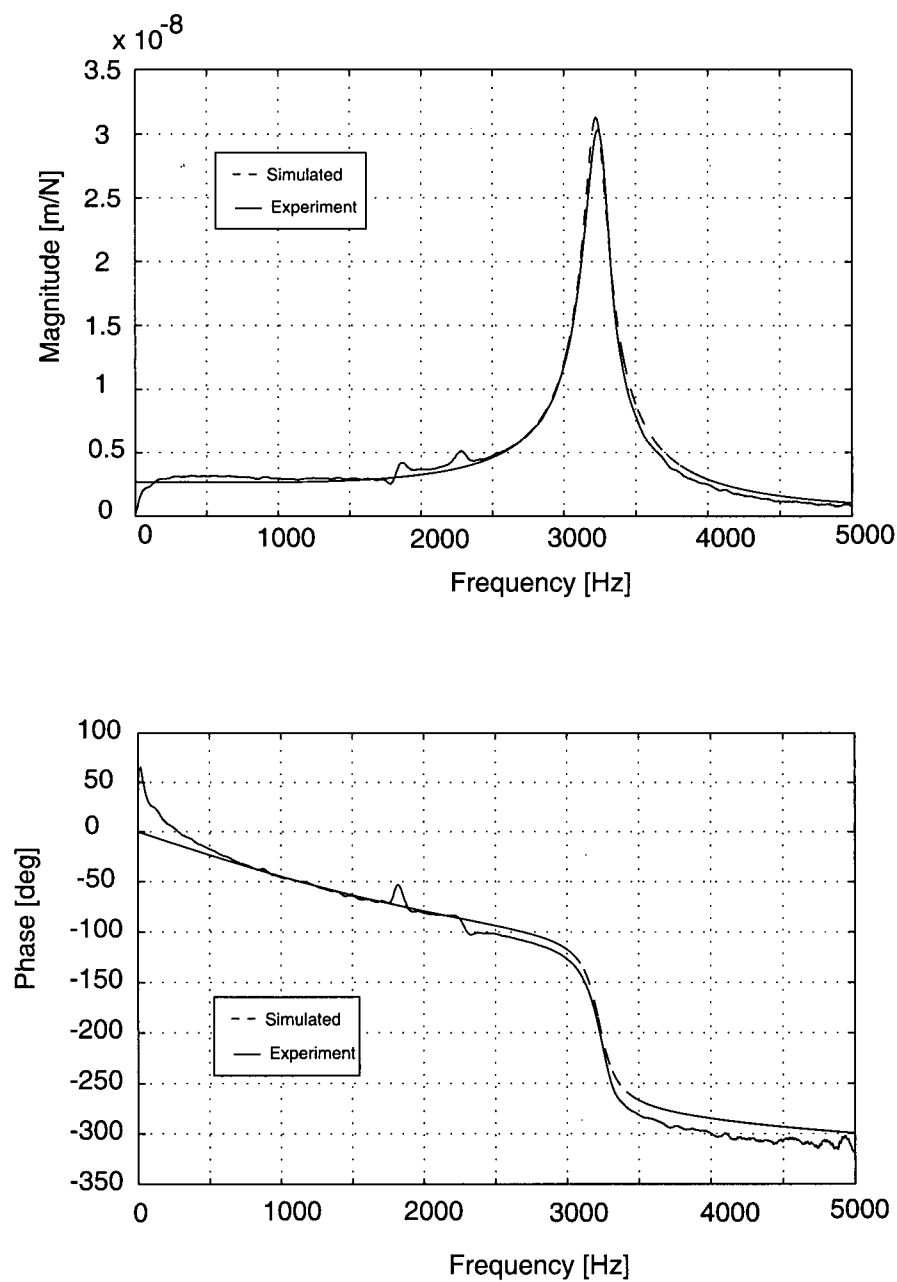 x 10-8
3.5
3
2.5
2
1.5
1
0.5
0
Magnitude [m/N]
Simulated
Experiment
0 1000 2000 3000 4000 5000
Frequency [Hz]
100
50
0
-50
-100
-150
-200
-250
-300
-350
Phase [deg]
Simulated
Experiment
0 1000 2000 3000 4000 5000
Frequency [Hz]